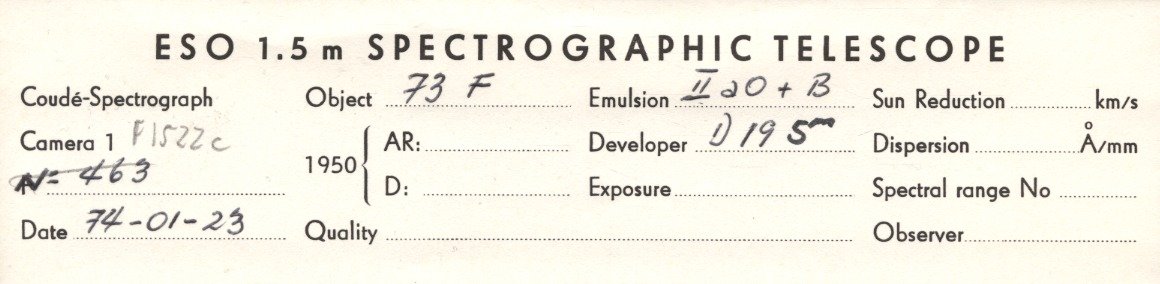 ESO 1.5 m SPECTROGRAPHIC TELESCOPE
Coudé-Spectrograph Object 73 F Emulsion II a O + B Sun Reduction km/s
Camera 1 F1522c 1950 AR: Developer D 19 5m Dispersion Å/mm
N= 463 D: Exposure Spectral range No
Date 74-01-23 Quality Observer